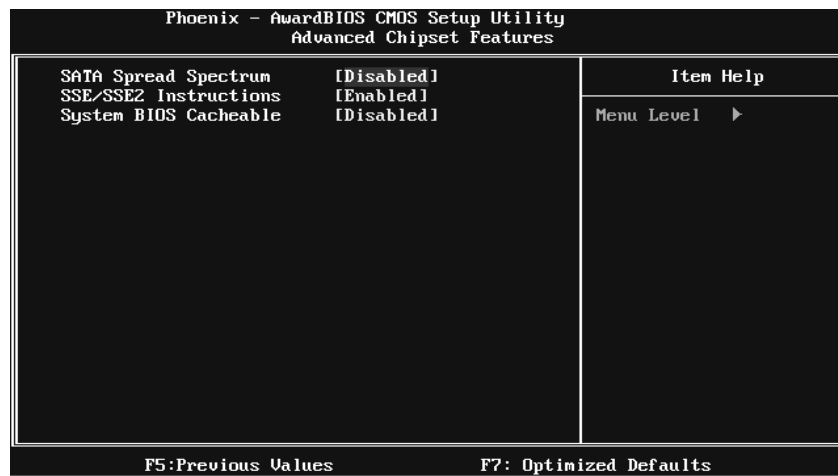 Phoenix - AwardBIOS CMOS Setup Utility
Advanced Chipset Features
SATA Spread Spectrum [Disabled]
SSE/SSE2 Instructions [Enabled]
System BIOS Cacheable [Disabled]
Item Help
Menu Level ▶
F5:Previous Values F7: Optimized Defaults